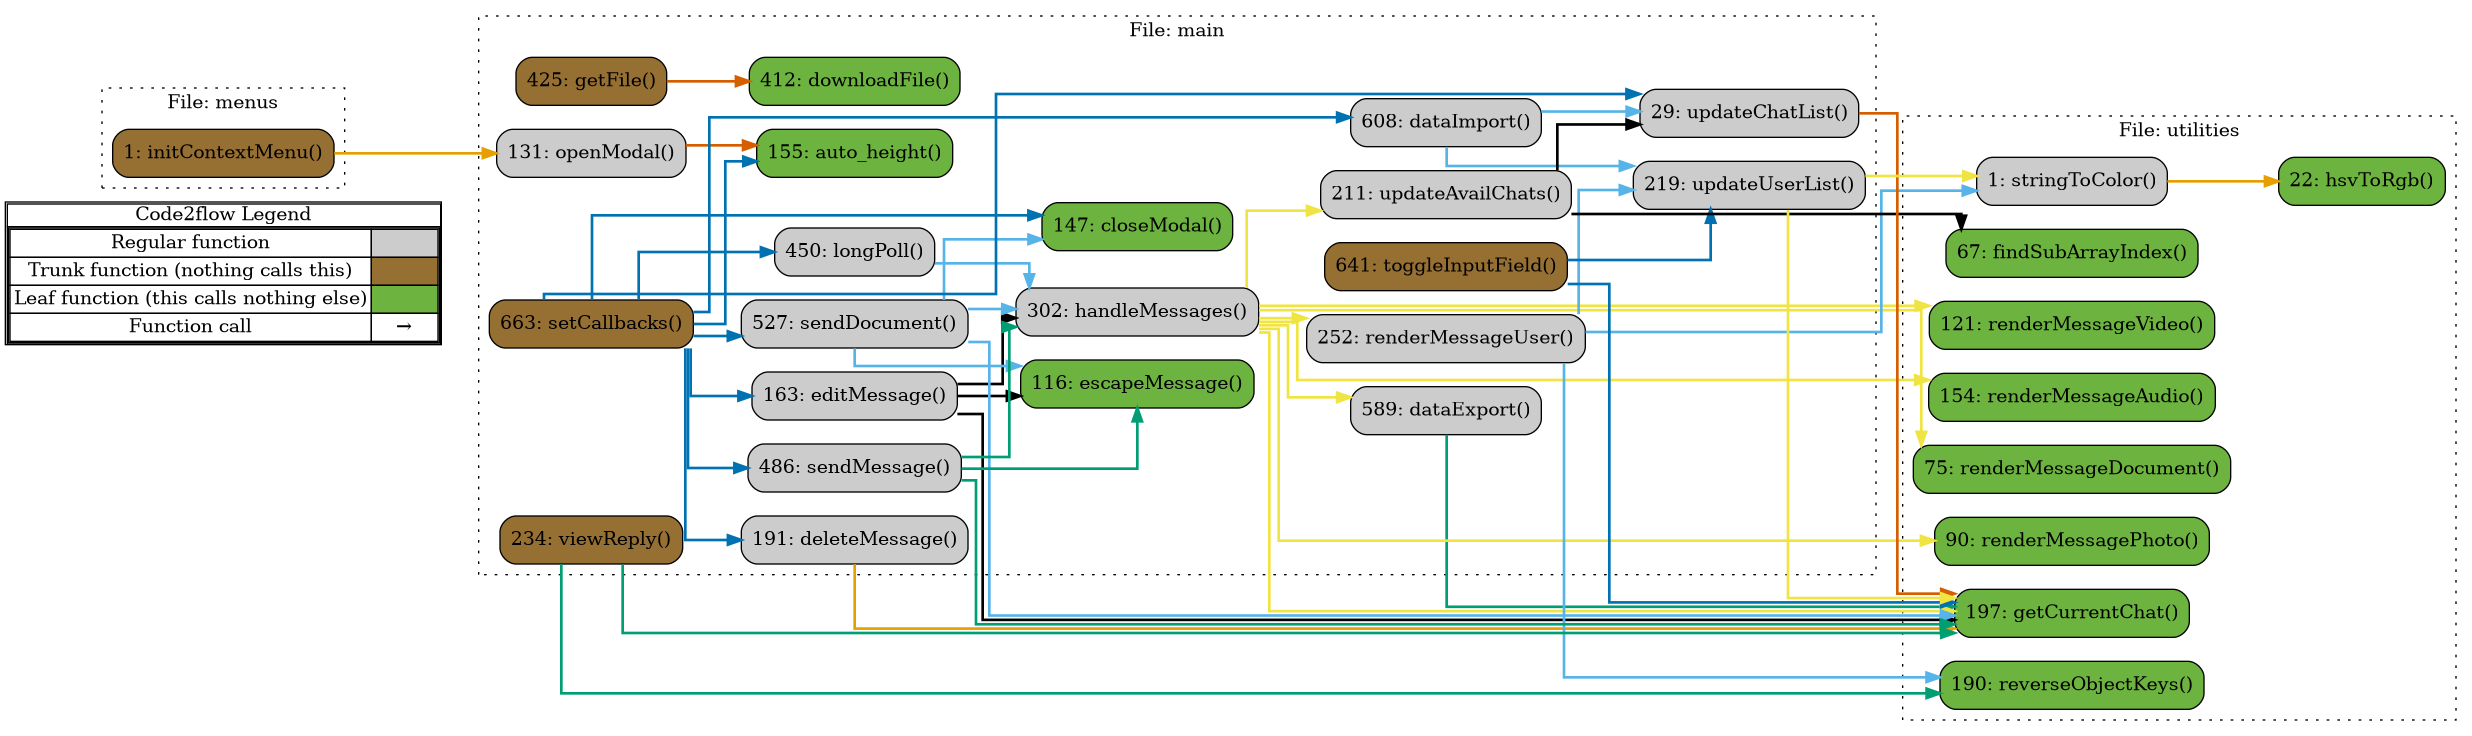 File: menus
1: initContextMenu()
Code2flow Legend
Regular function
Trunk function (nothing calls this)
Leaf function (this calls nothing else)
Function call →
File: main
425: getFile()
412: downloadFile()
131: openModal()
155: auto_height()
608: dataImport()
29: updateChatList()
211: updateAvailChats()
219: updateUserList()
147: closeModal()
450: longPoll()
641: toggleInputField()
663: setCallbacks()
527: sendDocument()
302: handleMessages()
252: renderMessageUser()
163: editMessage()
116: escapeMessage()
589: dataExport()
486: sendMessage()
234: viewReply()
191: deleteMessage()
File: utilities
1: stringToColor()
22: hsvToRgb()
67: findSubArrayIndex()
121: renderMessageVideo()
154: renderMessageAudio()
75: renderMessageDocument()
90: renderMessagePhoto()
197: getCurrentChat()
190: reverseObjectKeys()